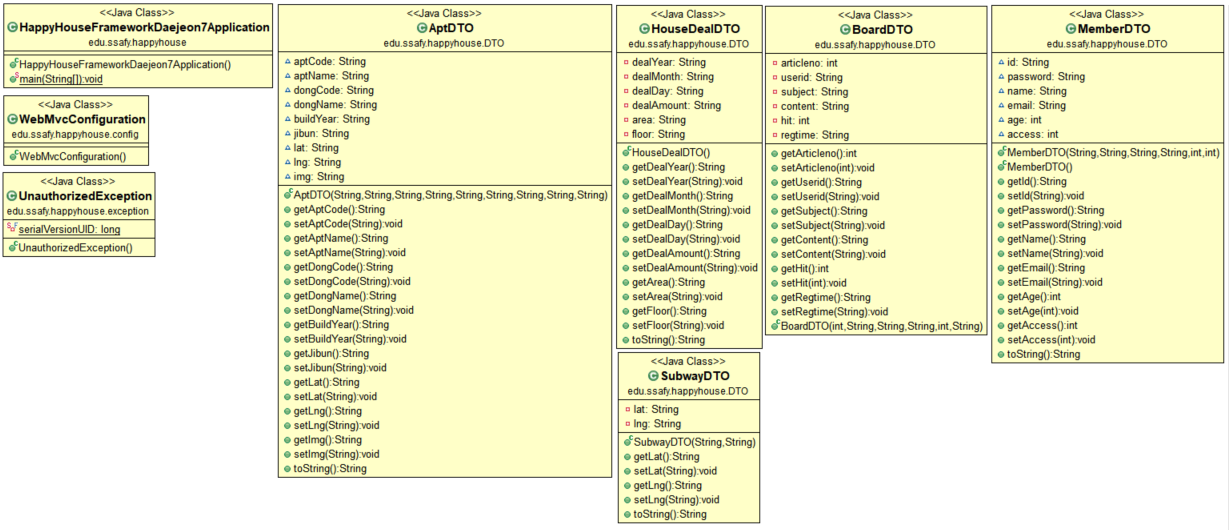 <<Java Class>>
HappyHouseFrameworkDaejeon7Application
edu.ssafy.happyhouse
HappyHouseFrameworkDaejeon7Application()
main(String[]):void
<<Java Class>>
WebMvcConfiguration
edu.ssafy.happyhouse.config
WebMvcConfiguration()
<<Java Class>>
UnauthorizedException
edu.ssafy.happyhouse.exception
serialVersionUID: long
UnauthorizedException()
<<Java Class>>
AptDTO
edu.ssafy.happyhouse.DTO
aptCode: String
aptName: String
dongCode: String
dongName: String
buildYear: String
jibun: String
lat: String
lng: String
img: String
AptDTO(String,String,String,String,String,String,String,String,String)
getAptCode():String
setAptCode(String):void
getAptName():String
setAptName(String):void
getDongCode():String
setDongCode(String):void
getDongName():String
setDongName(String):void
getBuildYear():String
setBuildYear(String):void
getJibun():String
setJibun(String):void
getLat():String
setLat(String):void
getLng():String
setLng(String):void
getImg():String
setImg(String):void
toString():String
<<Java Class>>
HouseDealDTO
edu.ssafy.happyhouse.DTO
dealYear: String
dealMonth: String
dealDay: String
dealAmount: String
area: String
floor: String
HouseDealDTO()
getDealYear():String
setDealYear(String):void
getDealMonth():String
setDealMonth(String):void
getDealDay():String
setDealDay(String):void
getDealAmount():String
setDealAmount(String):void
getArea():String
setArea(String):void
getFloor():String
setFloor(String):void
toString():String
<<Java Class>>
SubwayDTO
edu.ssafy.happyhouse.DTO
lat: String
lng: String
SubwayDTO(String,String)
getLat():String
setLat(String):void
getLng():String
setLng(String):void
toString():String
<<Java Class>>
BoardDTO
edu.ssafy.happyhouse.DTO
articleno: int
userid: String
subject: String
content: String
hit: int
regtime: String
getArticleno():int
setArticleno(int):void
getUserid():String
setUserid(String):void
getSubject():String
setSubject(String):void
getContent():String
setContent(String):void
getHit():int
setHit(int):void
getRegtime():String
setRegtime(String):void
BoardDTO(int,String,String,String,int,String)
<<Java Class>>
MemberDTO
edu.ssafy.happyhouse.DTO
id: String
password: String
name: String
email: String
age: int
access: int
MemberDTO(String,String,String,String,int,int)
MemberDTO()
getId():String
setId(String):void
getPassword():String
setPassword(String):void
getName():String
setName(String):void
getEmail():String
setEmail(String):void
getAge():int
setAge(int):void
getAccess():int
setAccess(int):void
toString():String